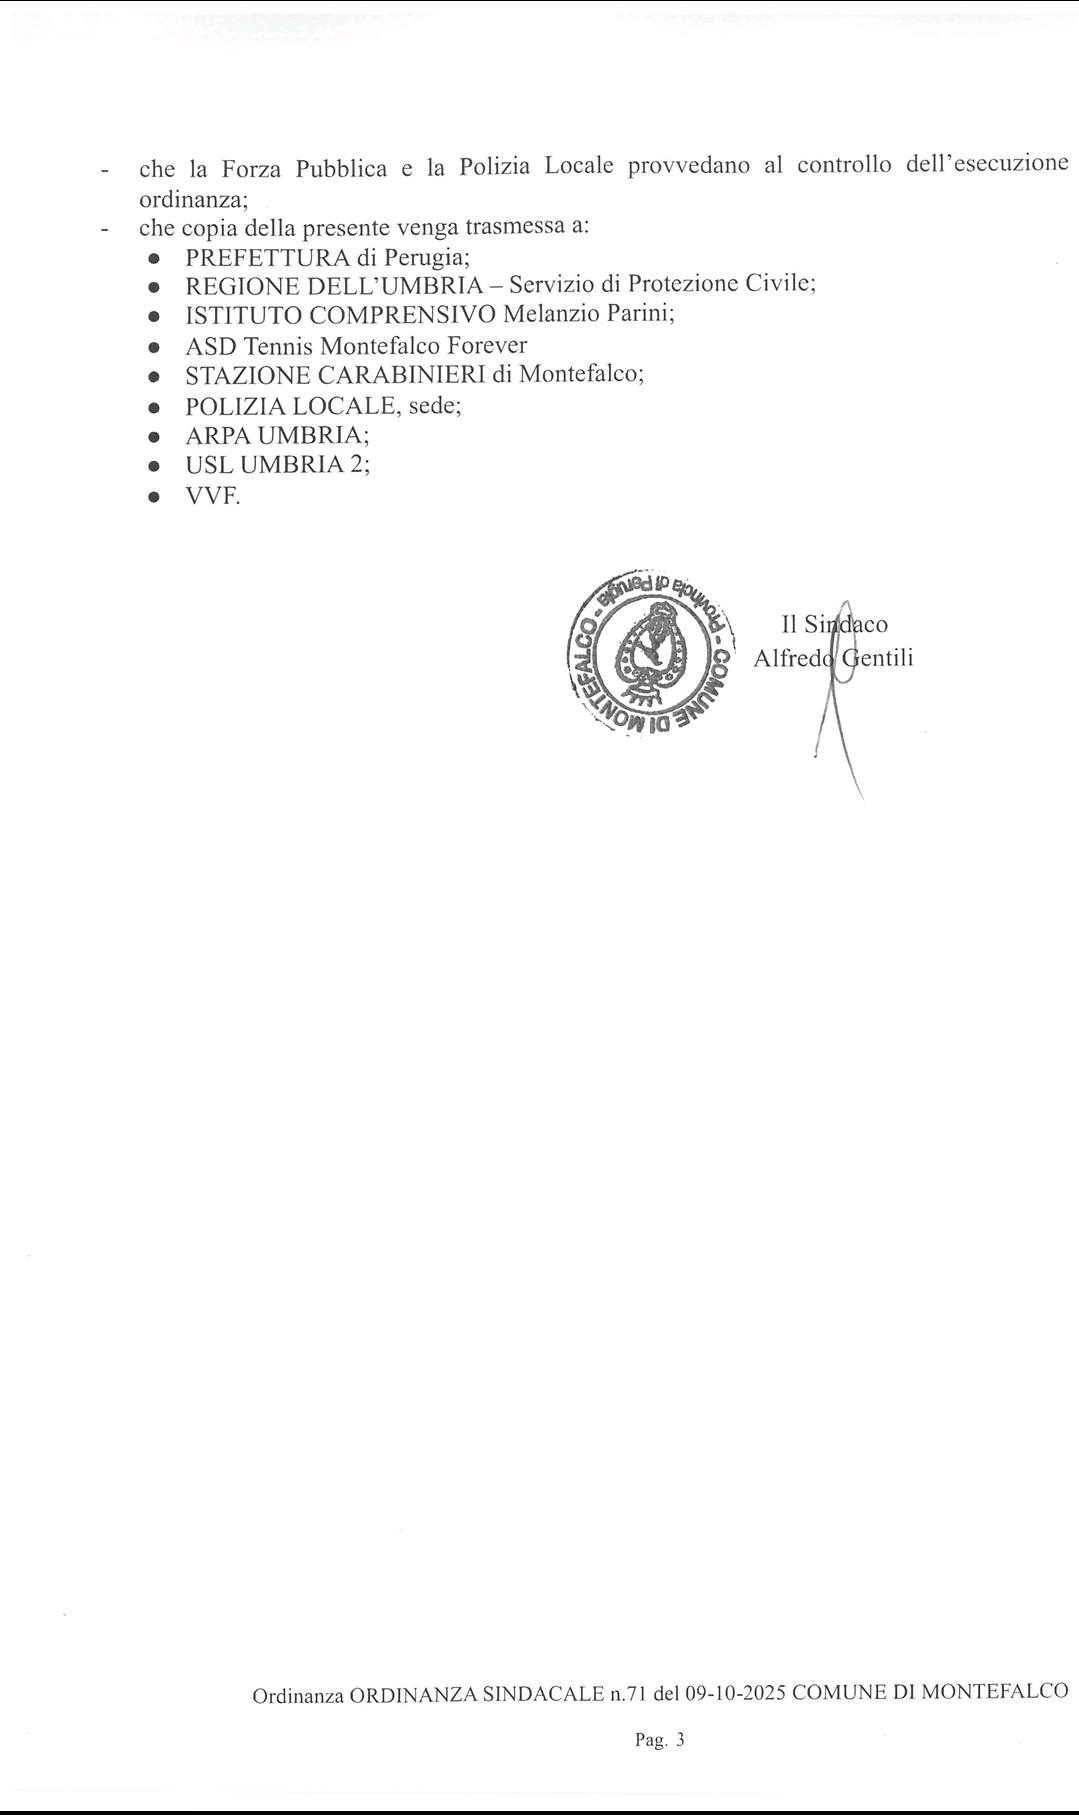 - che la Forza Pubblica e la Polizia Locale provvedano al controllo dell'esecuzione
ordinanza;
- che copia della presente venga trasmessa a:
● PREFETTURA di Perugia;
● REGIONE DELL'UMBRIA – Servizio di Protezione Civile;
● ISTITUTO COMPRENSIVO Melanzio Parini;
● ASD Tennis Montefalco Forever
● STAZIONE CARABINIERI di Montefalco;
● POLIZIA LOCALE, sede;
● ARPA UMBRIA;
● USL UMBRIA 2;
● VVF.
COMUNE DI MONTEFALCO - Provincia di Perugia -
Il Sindaco
Alfredo Gentili
Ordinanza ORDINANZA SINDACALE n.71 del 09-10-2025 COMUNE DI MONTEFALCO
Pag. 3